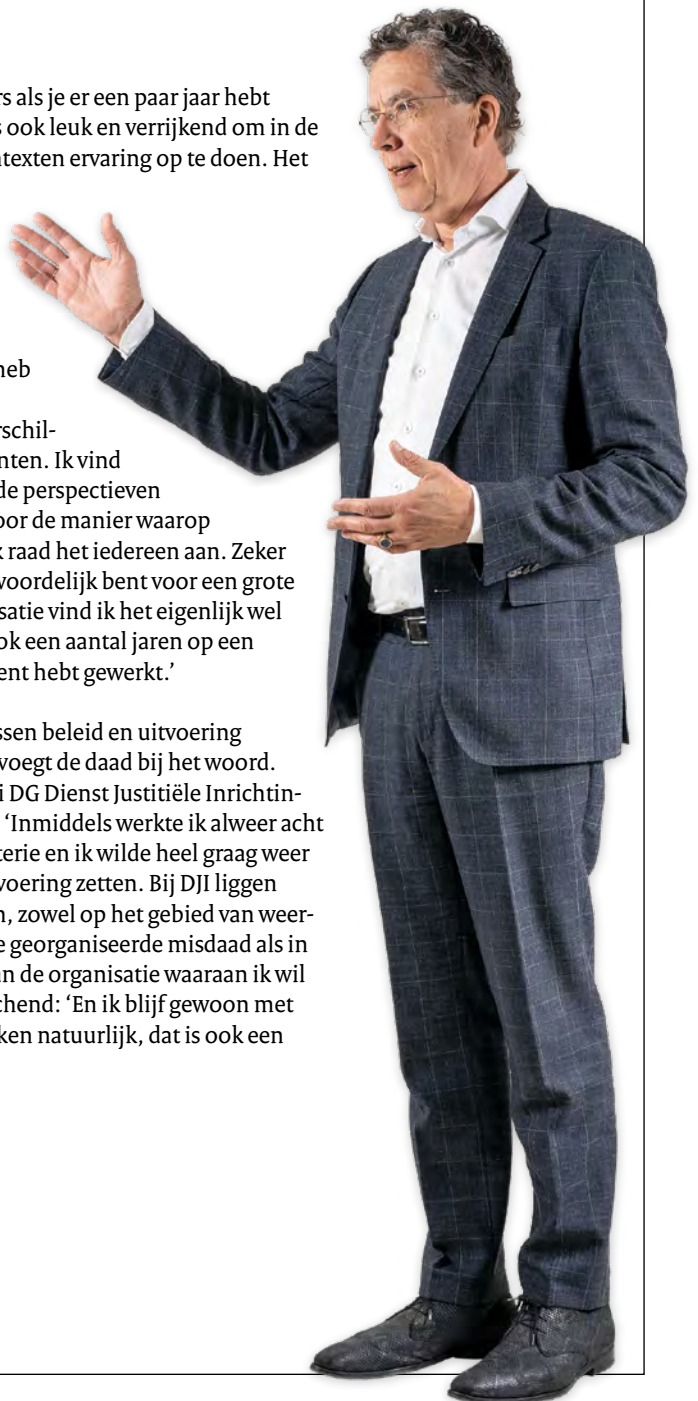 rs als je er een paar jaar hebt
s ook leuk en verrijkend om in de
ntexten ervaring op te doen. Het
heb
rschil-
nten. Ik vind
de perspectieven
oor de manier waarop
k raad het iedereen aan. Zeker
woordelijk bent voor een grote
satie vind ik het eigenlijk wel
ok een aantal jaren op een
ent hebt gewerkt.’
ssen beleid en uitvoering
voegt de daad bij het woord.
i DG Dienst Justitiële Inrichtin-
‘Inmiddels werkte ik alweer acht
terie en ik wilde heel graag weer
voering zetten. Bij DJI liggen
n, zowel op het gebied van weer-
e georganiseerde misdaad als in
an de organisatie waaraan ik wil
chend: ‘En ik blijf gewoon met
ken natuurlijk, dat is ook een